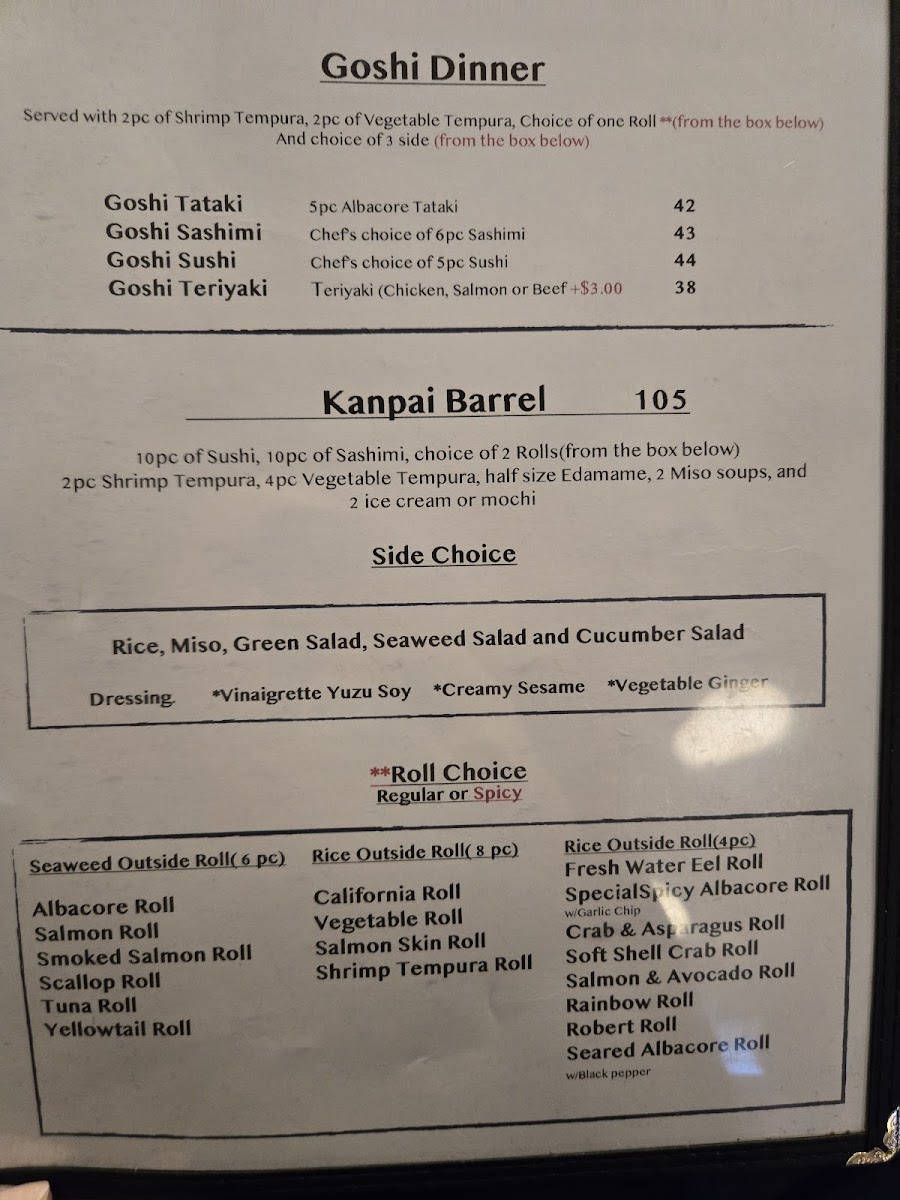 Goshi Dinner
Served with 2pc of Shrimp Tempura, 2pc of Vegetable Tempura, Choice of one Roll **(from the box below)
And choice of 3 side (from the box below)
Goshi Tataki 5pc Albacore Tataki 42
Goshi Sashimi Chef's choice of 6pc Sashimi 43
Goshi Sushi Chef's choice of 5pc Sushi 44
Goshi Teriyaki Teriyaki (Chicken, Salmon or Beef +$3.00 38
Kanpai Barrel 105
10pc of Sushi, 10pc of Sashimi, choice of 2 Rolls(from the box below)
2pc Shrimp Tempura, 4pc Vegetable Tempura, half size Edamame, 2 Miso soups, and
2 ice cream or mochi
Side Choice
Rice, Miso, Green Salad, Seaweed Salad and Cucumber Salad
Dressing. *Vinaigrette Yuzu Soy *Creamy Sesame *Vegetable Ginger
**Roll Choice
Regular or Spicy
Seaweed Outside Roll( 6 pc)
Albacore Roll
Salmon Roll
Smoked Salmon Roll
Scallop Roll
Tuna Roll
Yellowtail Roll
Rice Outside Roll( 8 pc)
California Roll
Vegetable Roll
Salmon Skin Roll
Shrimp Tempura Roll
Rice Outside Roll(4pc)
Fresh Water Eel Roll
SpecialSpicy Albacore Roll
w/Garlic Chip
Crab & Asparagus Roll
Soft Shell Crab Roll
Salmon & Avocado Roll
Rainbow Roll
Robert Roll
Seared Albacore Roll
w/Black pepper